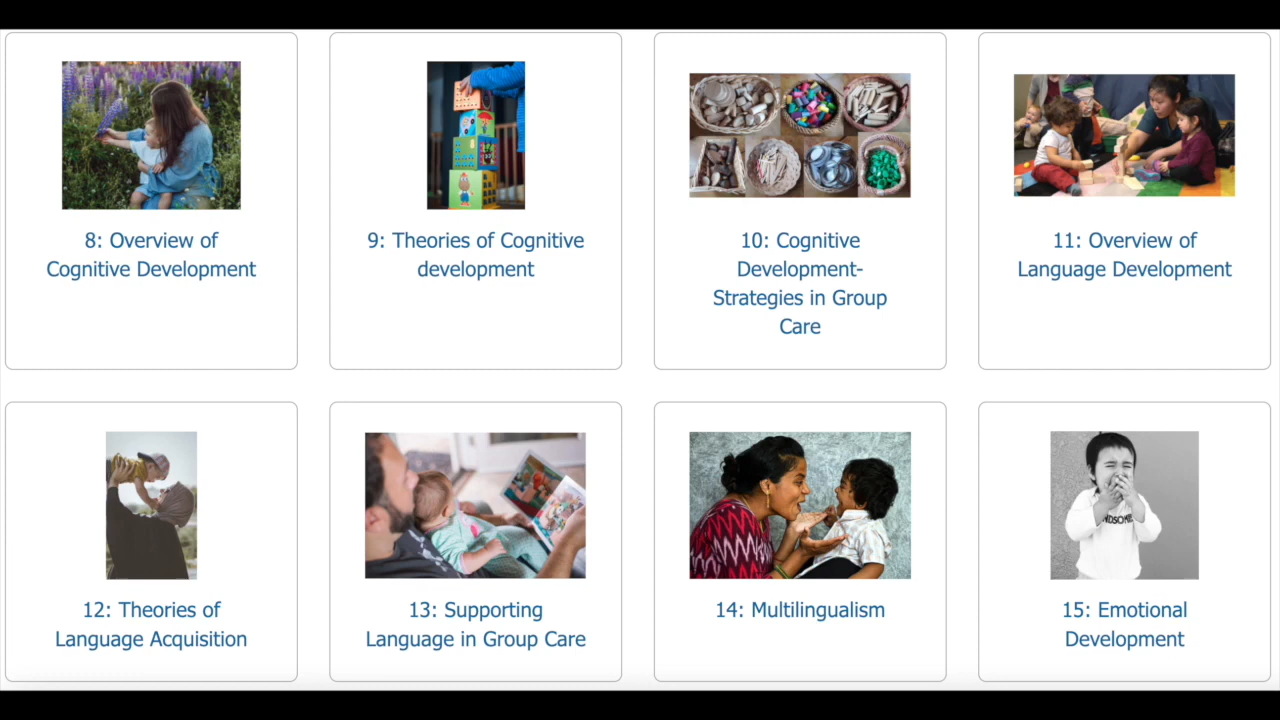 8: Overview of
Cognitive Development
9: Theories of Cognitive
development
10: Cognitive
Development-
Strategies in Group
Care
11: Overview of
Language Development
12: Theories of
Language Acquisition
13: Supporting
Language in Group Care
14: Multilingualism
NDSOM
15: Emotional
Development